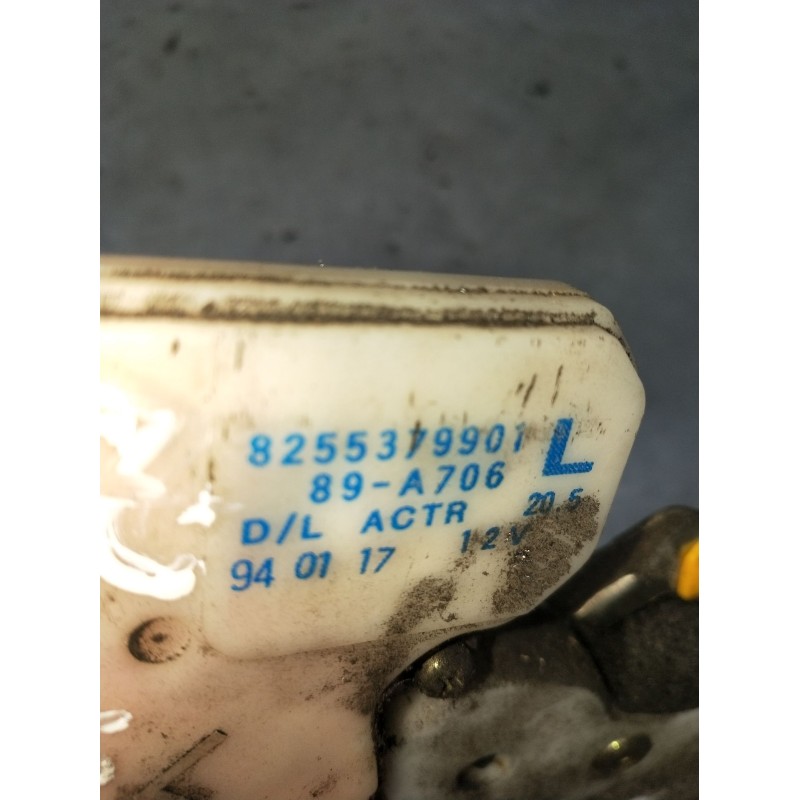 8255379901 L
89-A706
D/L ACTR 20.5
94 01 17 12V